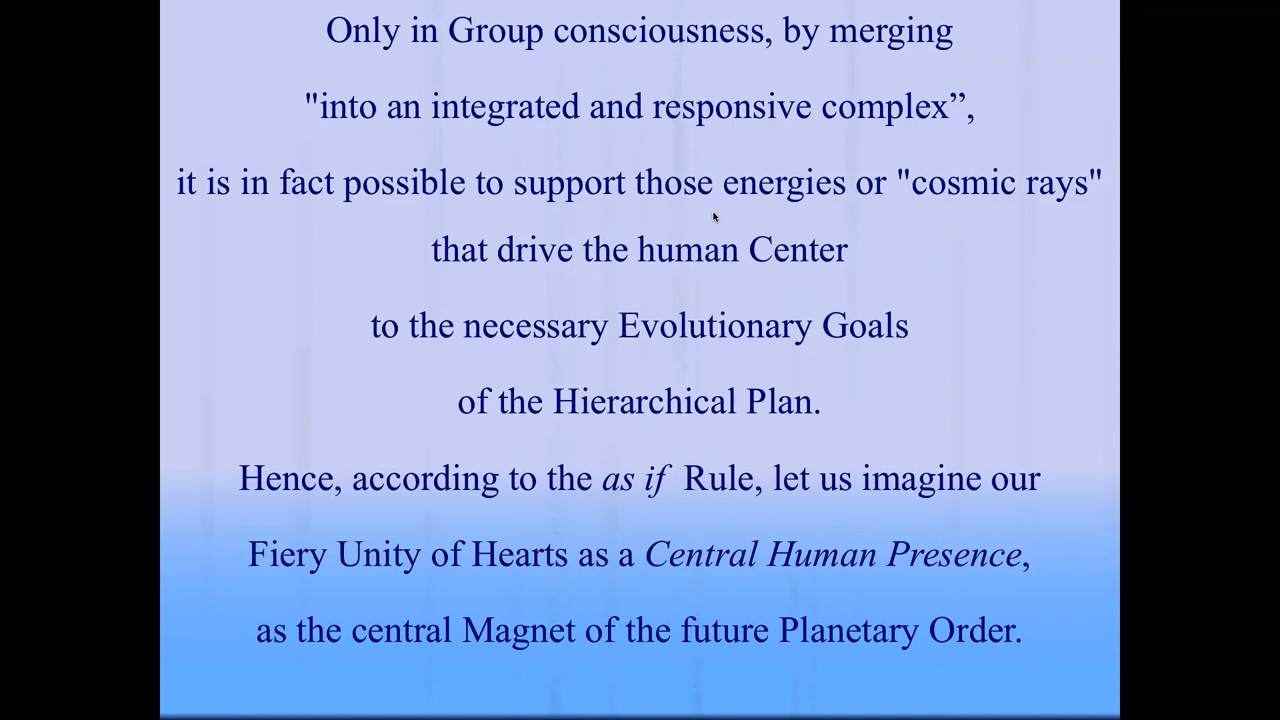 Only in Group consciousness, by merging
"into an integrated and responsive complex”,
it is in fact possible to support those energies or "cosmic rays"
that drive the human Center
to the necessary Evolutionary Goals
of the Hierarchical Plan.
Hence, according to the as if Rule, let us imagine our
Fiery Unity of Hearts as a Central Human Presence,
as the central Magnet of the future Planetary Order.